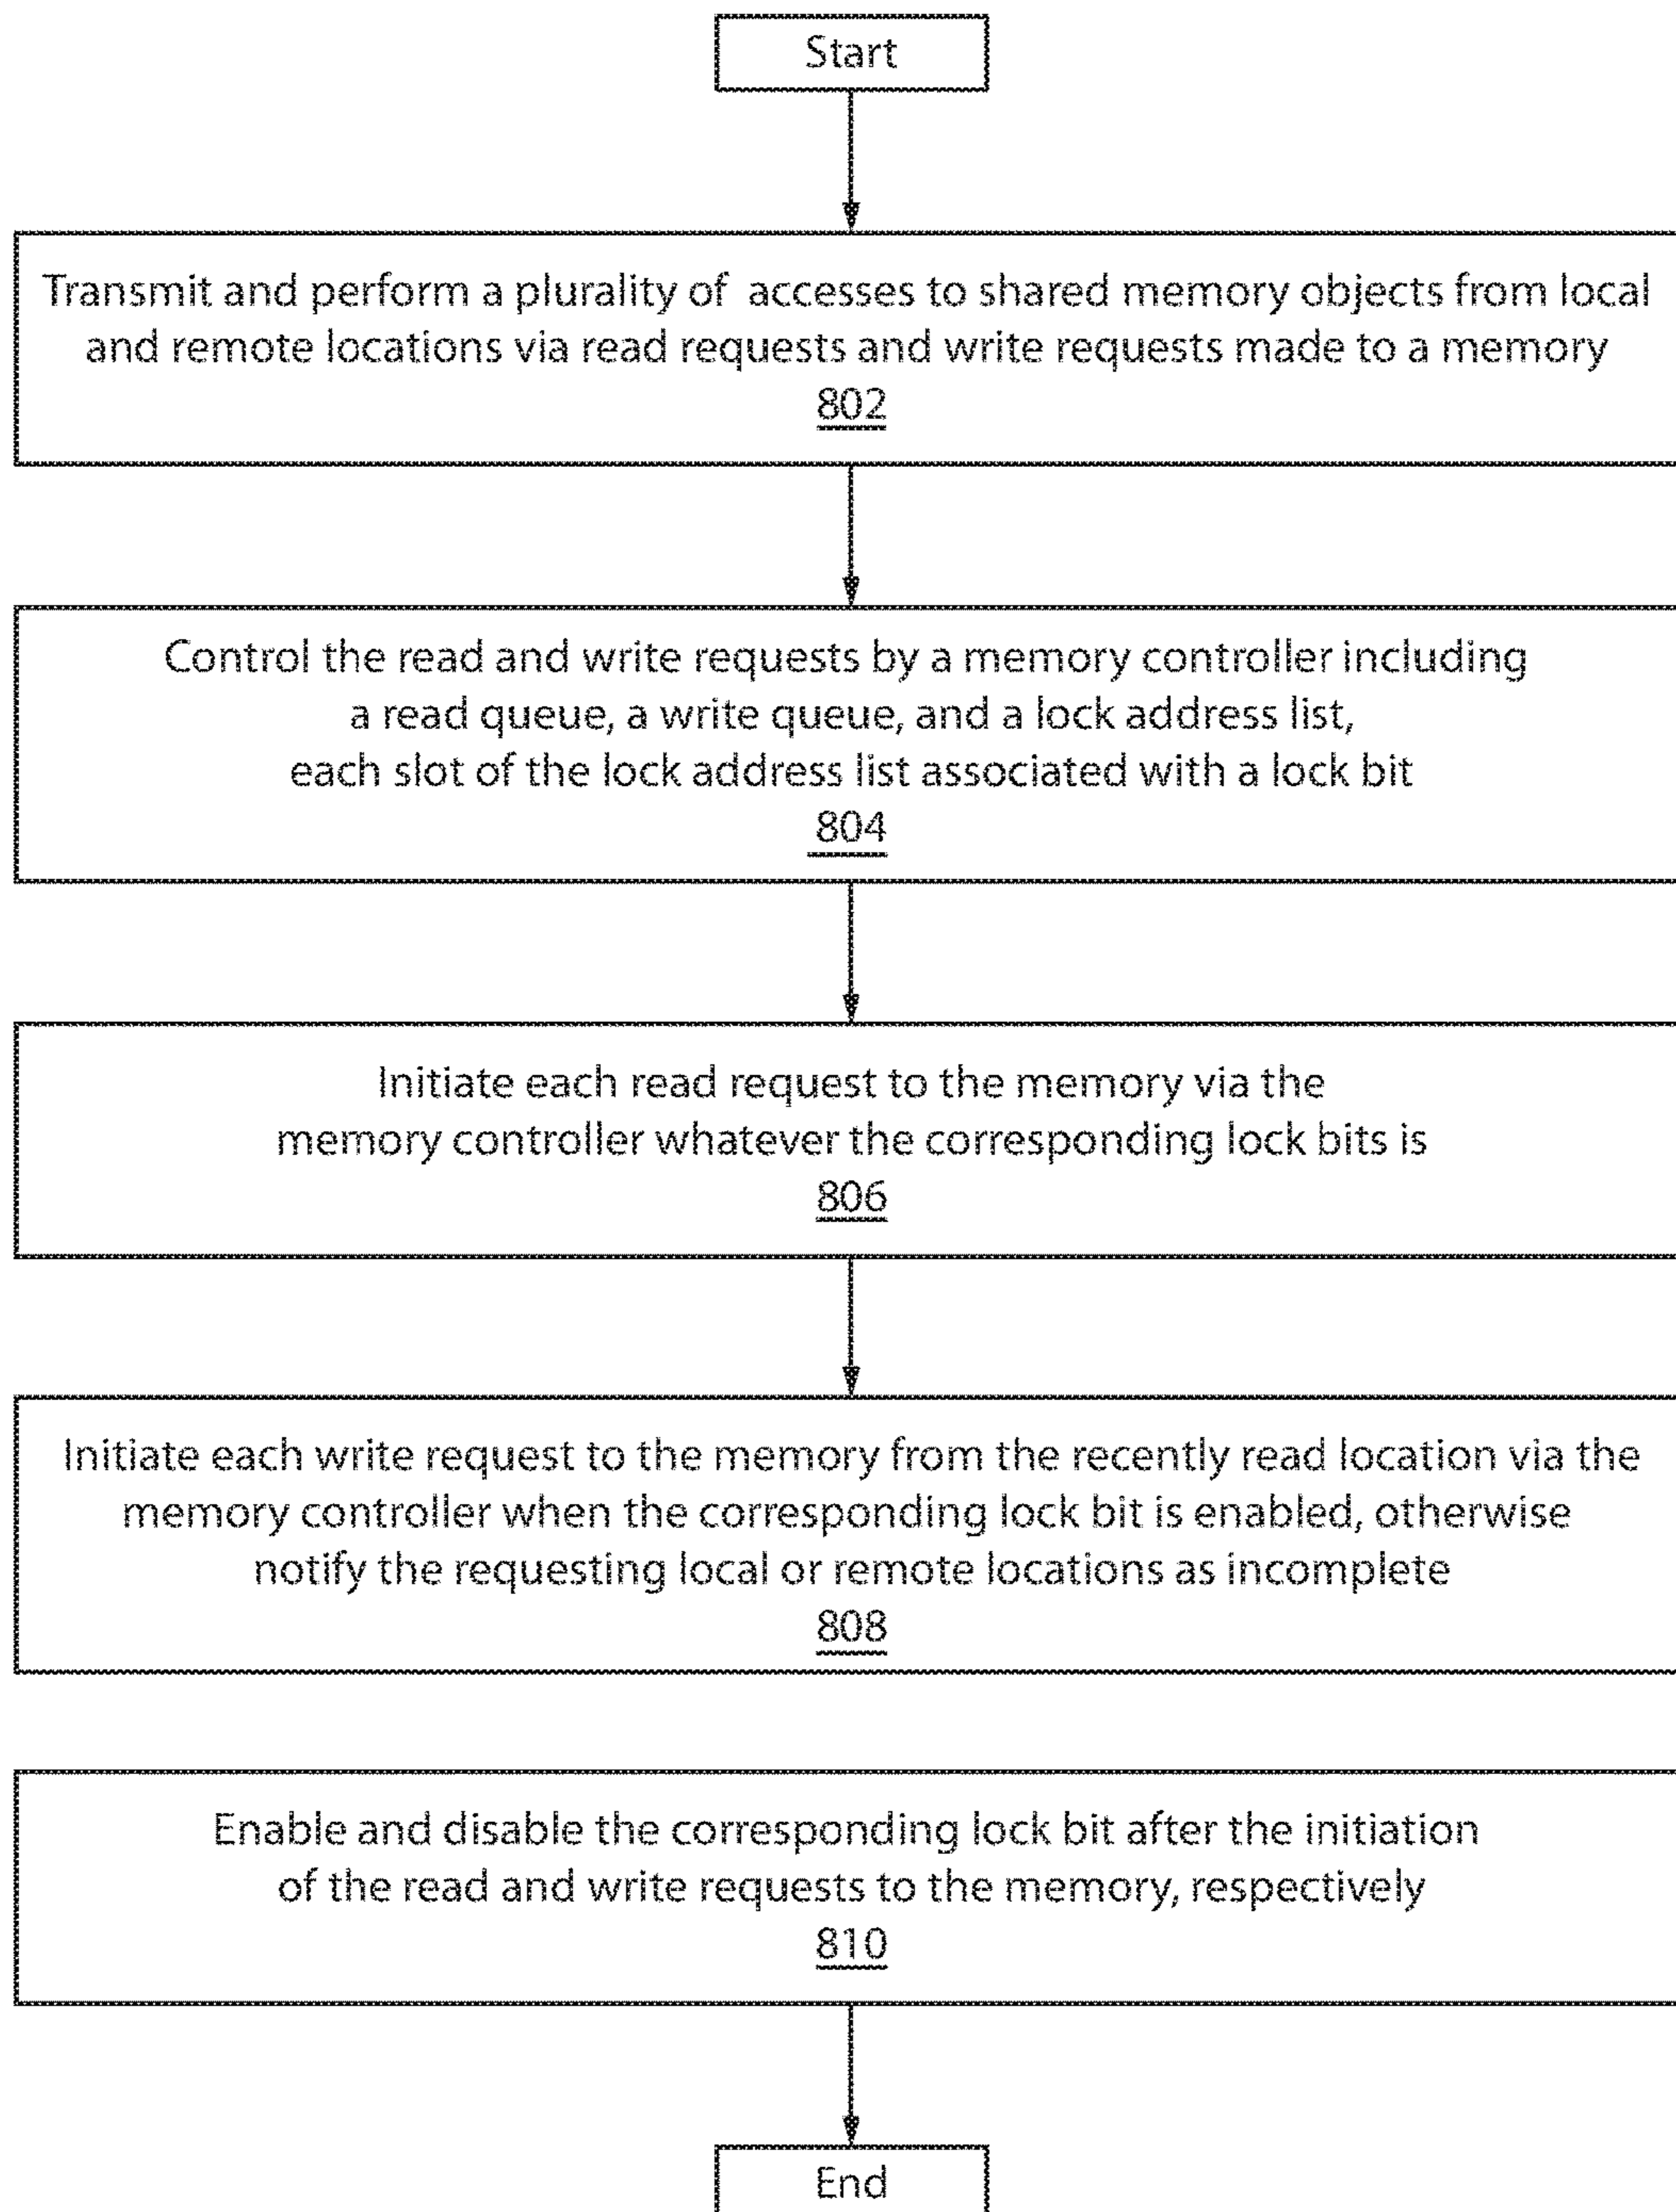 Start
Transmit and perform a plurality of accesses to shared memory objects from local
and remote locations via read requests and write requests made to a memory
802
Control the read and write requests by a memory controller including
a read queue, a write queue, and a lock address list,
each slot of the lock address list associated with a lock bit
804
Initiate each read request to the memory via the
memory controller whatever the corresponding lock bits is
806
Initiate each write request to the memory from the recently read location via the
memory controller when the corresponding lock bit is enabled, otherwise
notify the requesting local or remote locations as incomplete
808
Enable and disable the corresponding lock bit after the initiation
of the read and write requests to the memory, respectively
810
End